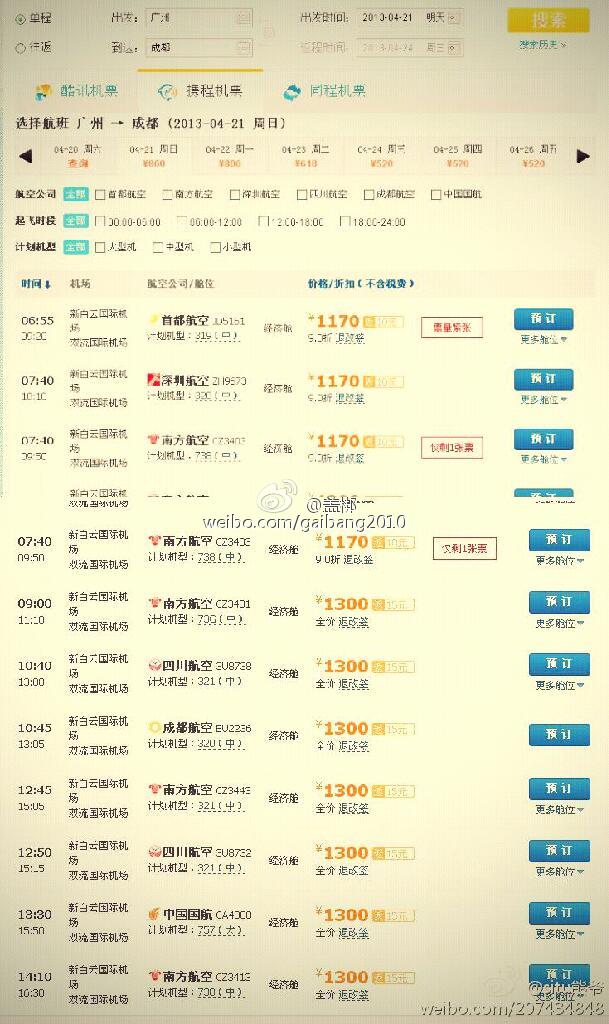 单程 出发： 广州 出发时间： 2013-04-21 明天 搜索
往返 到达： 成都 返程时间： 2013-04-24 周三 搜索历史
酷讯机票 携程机票 同程机票
选择航班 广州 → 成都 (2013-04-21 周日)
04-20 周六 04-21 周日 04-22 周一 04-23 周二 04-24 周三 04-25 周四 04-26 周五
查询 ¥860 ¥800 ¥618 ¥520 ¥520 ¥520
航空公司 全部 首都航空 南方航空 深圳航空 四川航空 成都航空 中国国航
起飞时段 全部 00:00-06:00 06:00-12:00 12:00-18:00 18:00-24:00
计划机型 全部 大型机 中型机 小型机
时间 机场 航空公司/舱位 价格/折扣(不含税费)
06:55 新白云国际机场 首都航空 JD5161 经济舱 ¥1170 返10元 票量紧张 预订
09:20 双流国际机场 计划机型：319(中) 9.0折 退改签 更多舱位
07:40 新白云国际机场 深圳航空 经济舱 ¥1170 返10元 预订
10:10 双流国际机场 计划机型：320(中) 9.0折 退改签 更多舱位
07:40 新白云国际机场 南方航空 CZ3403 经济舱 ¥1170 返10元 仅剩1张票 预订
09:50 双流国际机场 计划机型：738(中) 9.0折 退改签 更多舱位
新白云国际机
双流国际机场 更多舱位
@盖帮
weibo.com/gaibang2010
07:40 新白云国际机场 南方航空 CZ3403 经济舱 ¥1170 返10元 仅剩1张票 预订
09:50 双流国际机场 计划机型：738(中) 9.0折 退改签 更多舱位
09:00 新白云国际机场 南方航空 CZ3401 经济舱 ¥1300 返15元 预订
11:10 双流国际机场 计划机型： 全价 退改签 更多舱位
10:40 新白云国际机场 四川航空 3U8738 经济舱 ¥1300 返15元 预订
13:00 双流国际机场 计划机型：321(中) 全价 退改签 更多舱位
10:45 新白云国际机场 成都航空 EU2236 经济舱 ¥1300 返15元 预订
13:05 双流国际机场 计划机型：320(中) 全价 退改签
12:45 新白云国际机场 南方航空 CZ3443 经济舱 ¥1300 返15元 预订
15:05 双流国际机场 计划机型：321(中) 全价 退改签 更多舱位
12:50 新白云国际机场 四川航空 3U8732 经济舱 ¥1300 返15元 预订
15:15 双流国际机场 计划机型：321(中) 全价 退改签 更多舱位
13:30 新白云国际机场 中国国航 经济舱 ¥1300 返15元 预订
15:50 双流国际机场 计划机型：757(大) 全价 退改签 更多舱位
14:10 新白云国际机场 南方航空 CZ3413 经济舱 ¥1300 返15元 预订
16:30 双流国际机场 计划机型： 全价 退改签 更多舱位
weibo.com/207434848